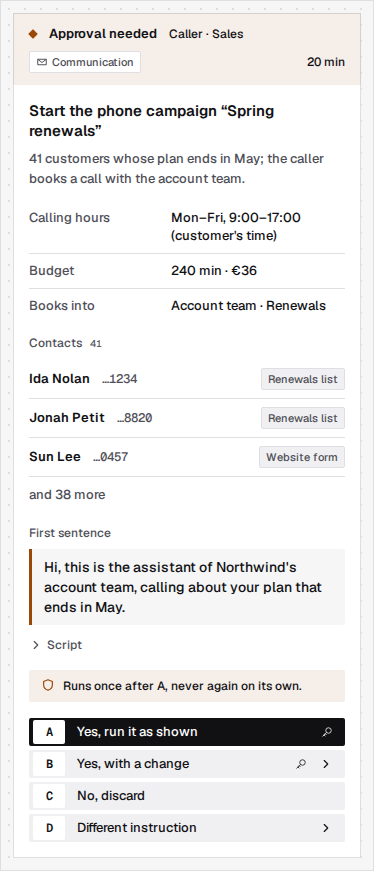 Approval needed Caller · Sales
Communication 20 min
Start the phone campaign “Spring
renewals”
41 customers whose plan ends in May; the caller
books a call with the account team.
Calling hours Mon–Fri, 9:00–17:00
(customer's time)
Budget 240 min · €36
Books into Account team · Renewals
Contacts 41
Ida Nolan …1234 Renewals list
Jonah Petit …8820 Renewals list
Sun Lee …0457 Website form
and 38 more
First sentence
Hi, this is the assistant of Northwind's
account team, calling about your plan that
ends in May.
Script
Runs once after A, never again on its own.
A Yes, run it as shown
B Yes, with a change
C No, discard
D Different instruction